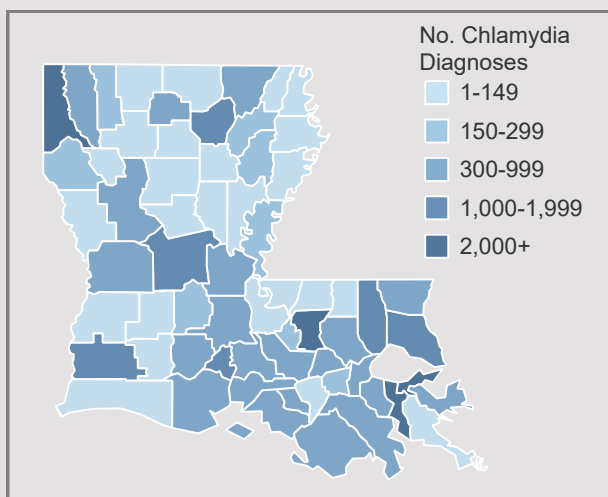 No. Chlamydia
Diagnoses
1-149
150-299
300-999
1,000-1,999
2,000+